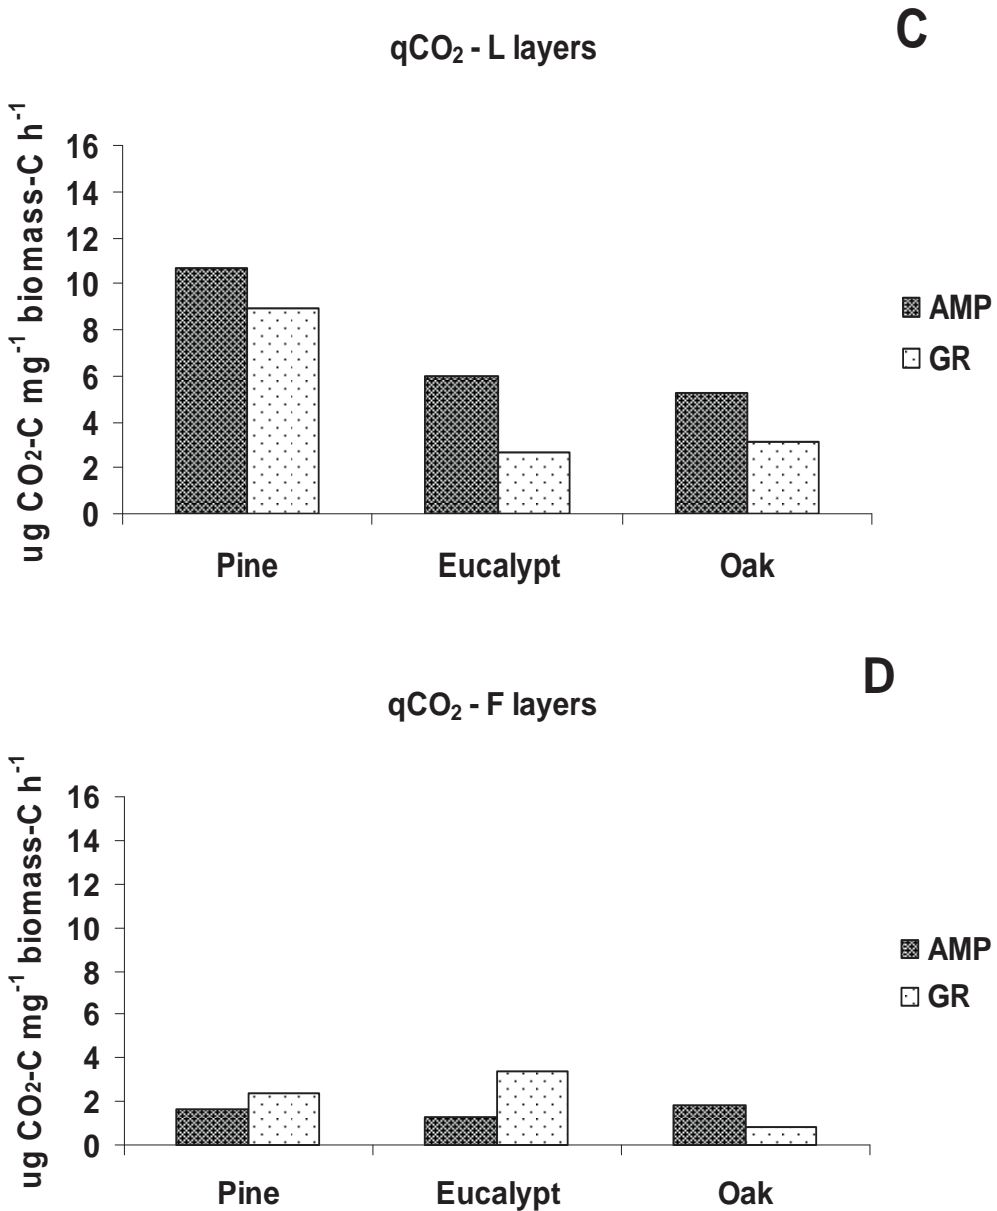 C
qCO₂ - L layers
ug CO₂-C mg⁻¹ biomass-C h⁻¹
16
14
12
10
8
6
4
2
0
Pine Eucalypt Oak
AMP
GR
D
qCO₂ - F layers
ug CO₂-C mg⁻¹ biomass-C h⁻¹
16
14
12
10
8
6
4
2
0
Pine Eucalypt Oak
AMP
GR